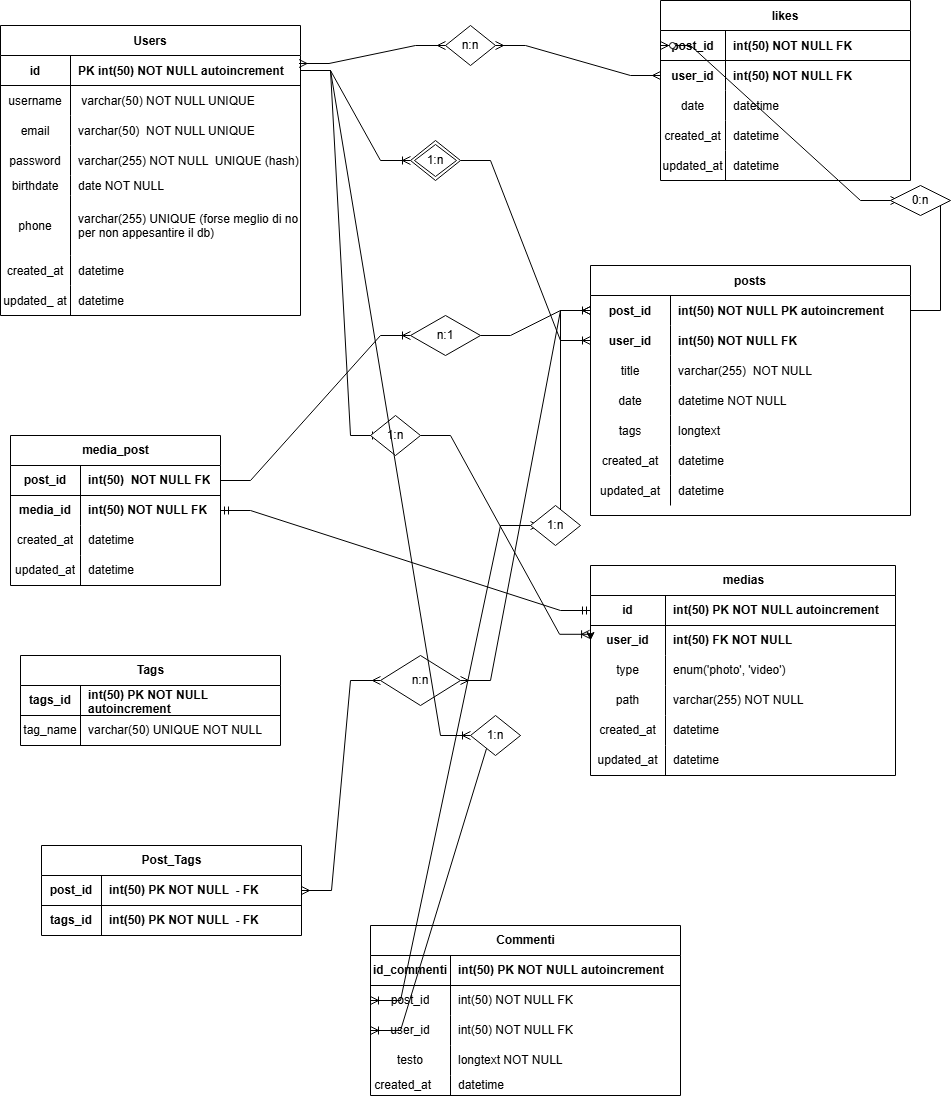 Users
id PK int(50) NOT NULL autoincrement
username varchar(50) NOT NULL UNIQUE
email varchar(50) NOT NULL UNIQUE
password varchar(255) NOT NULL UNIQUE (hash)
birthdate date NOT NULL
phone varchar(255) UNIQUE (forse meglio di no
per non appesantire il db)
created_at datetime
updated_ at datetime
n:n
likes
post_id int(50) NOT NULL FK
user_id int(50) NOT NULL FK
date datetime
created_at datetime
updated_at datetime
1:n
0:n
posts
post_id int(50) NOT NULL PK autoincrement
user_id int(50) NOT NULL FK
title varchar(255) NOT NULL
date datetime NOT NULL
tags longtext
created_at datetime
updated_at datetime
n:1
1:n
media_post
post_id int(50) NOT NULL FK
media_id int(50) NOT NULL FK
created_at datetime
updated_at datetime
1:n
medias
id int(50) PK NOT NULL autoincrement
user_id int(50) FK NOT NULL
type enum('photo', 'video')
path varchar(255) NOT NULL
created_at datetime
updated_at datetime
Tags
tags_id int(50) PK NOT NULL
autoincrement
tag_name varchar(50) UNIQUE NOT NULL
n:n
1:n
Post_Tags
post_id int(50) PK NOT NULL - FK
tags_id int(50) PK NOT NULL - FK
Commenti
id_commenti int(50) PK NOT NULL autoincrement
post_id int(50) NOT NULL FK
user_id int(50) NOT NULL FK
testo longtext NOT NULL
created_at datetime